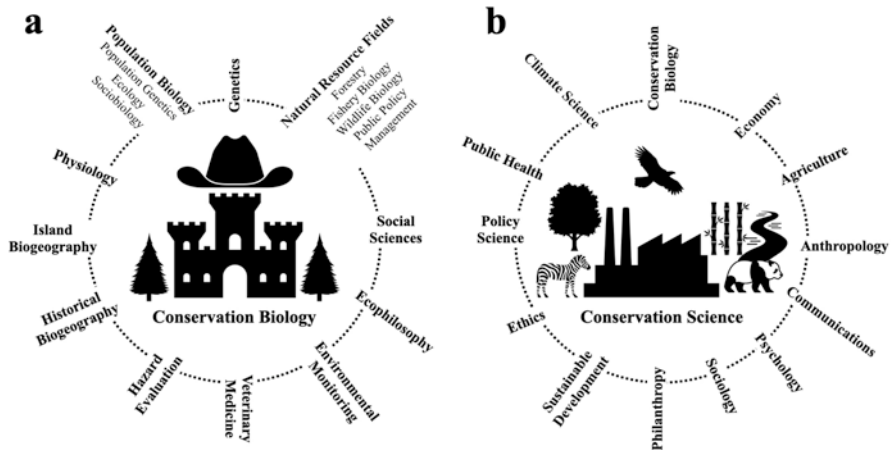 a
Population Biology
Population Genetics
Ecology
Sociobiology
Genetics
Natural Resource Fields
Forestry
Fishery Biology
Wildlife Biology
Public Policy
Management
Physiology
Island
Biogeography
Social
Sciences
Historical
Biogeography
Conservation Biology
Ecophilosophy
Hazard
Evaluation
Veterinary
Medicine
Environmental
Monitoring
b
Climate Science
Conservation
Biology
Economy
Public Health
Agriculture
Policy
Science
Anthropology
Ethics
Conservation Science
Communications
Sustainable
Development
Philanthropy
Sociology
Psychology